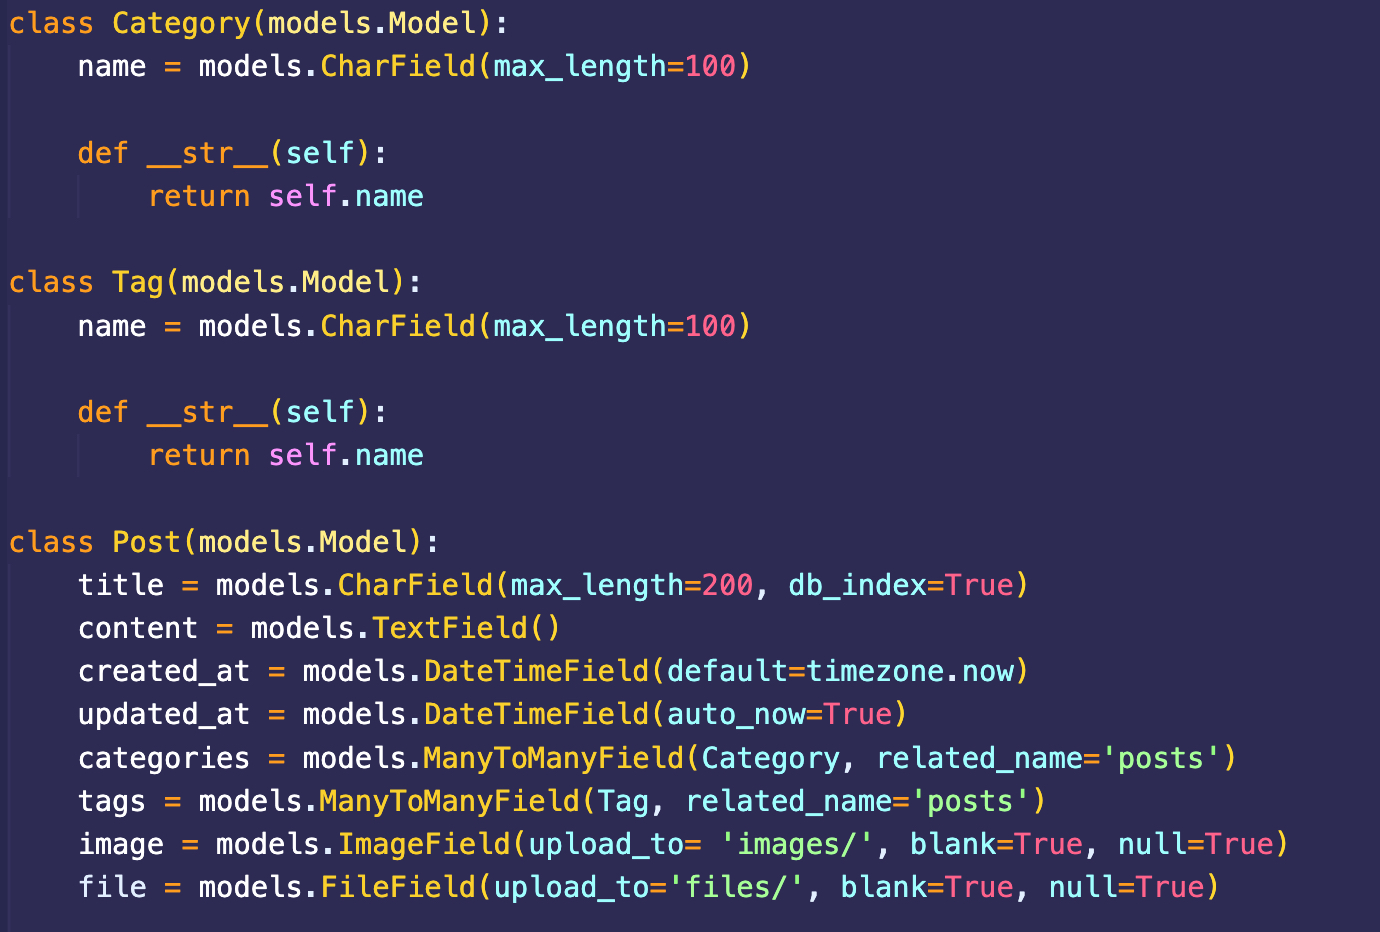 class Category(models.Model):
    name = models.CharField(max_length=100)

    def __str__(self):
        return self.name

class Tag(models.Model):
    name = models.CharField(max_length=100)

    def __str__(self):
        return self.name

class Post(models.Model):
    title = models.CharField(max_length=200, db_index=True)
    content = models.TextField()
    created_at = models.DateTimeField(default=timezone.now)
    updated_at = models.DateTimeField(auto_now=True)
    categories = models.ManyToManyField(Category, related_name='posts')
    tags = models.ManyToManyField(Tag, related_name='posts')
    image = models.ImageField(upload_to= 'images/', blank=True, null=True)
    file = models.FileField(upload_to='files/', blank=True, null=True)